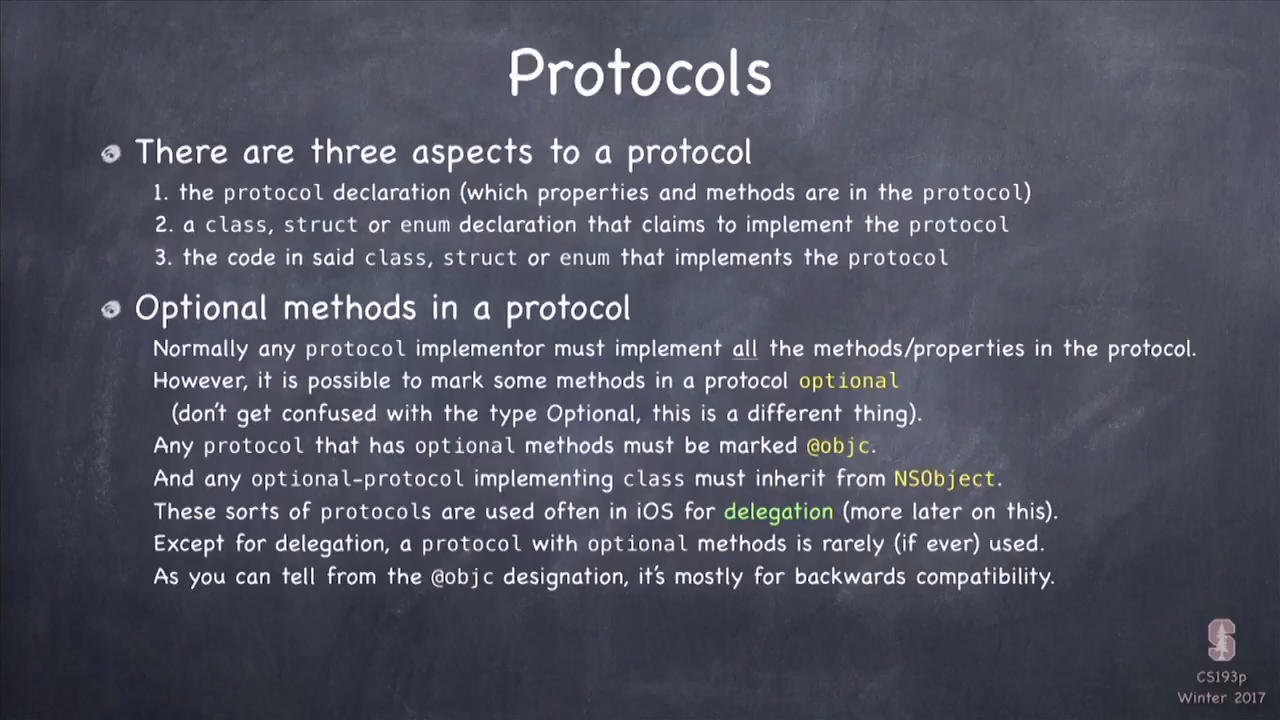 Protocols
There are three aspects to a protocol
1. the protocol declaration (which properties and methods are in the protocol)
2. a class, struct or enum declaration that claims to implement the protocol
3. the code in said class, struct or enum that implements the protocol
Optional methods in a protocol
Normally any protocol implementor must implement all the methods/properties in the protocol.
However, it is possible to mark some methods in a protocol optional
(don't get confused with the type Optional, this is a different thing).
Any protocol that has optional methods must be marked @objc.
And any optional-protocol implementing class must inherit from NSObject.
These sorts of protocols are used often in iOS for delegation (more later on this).
Except for delegation, a protocol with optional methods is rarely (if ever) used.
As you can tell from the @objc designation, it's mostly for backwards compatibility.
S
CS193p
Winter 2017